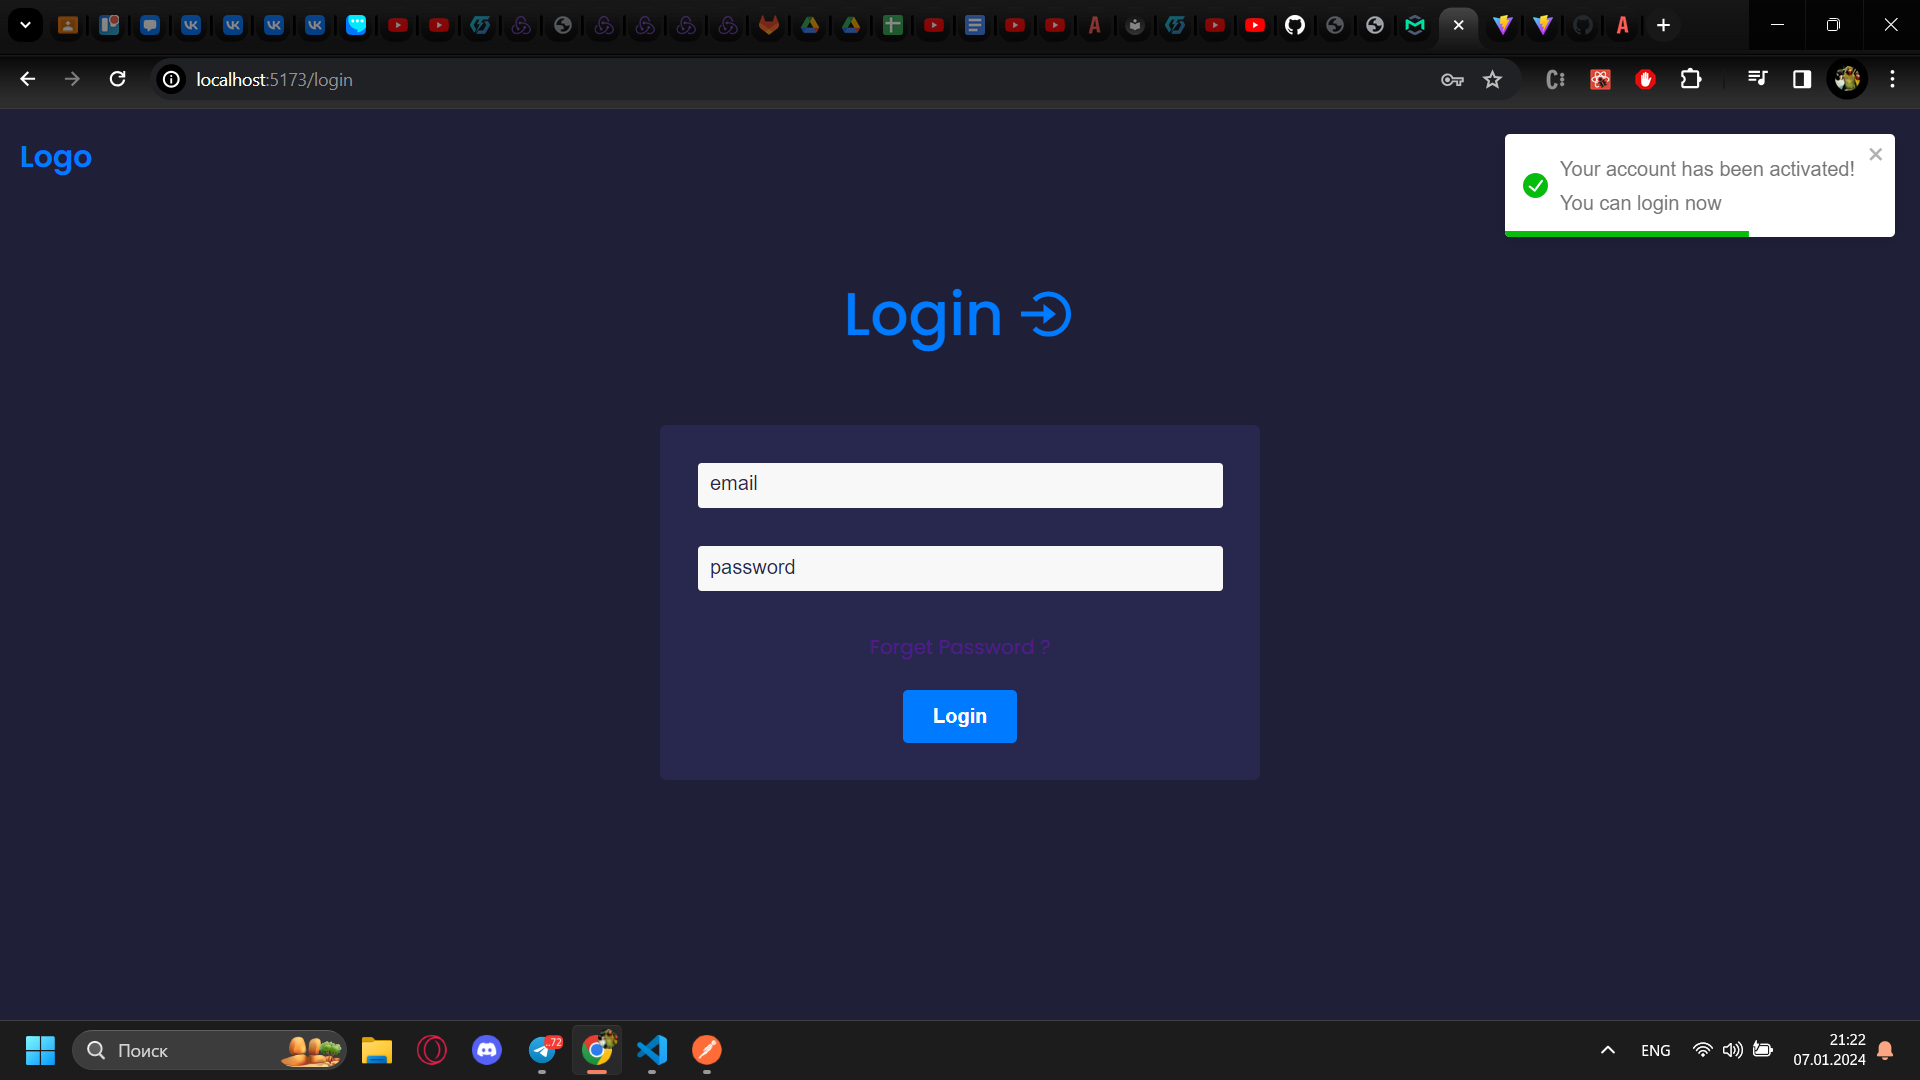 localhost:5173/login
Logo
Your account has been activated!
You can login now
Login
email
password
Forget Password ?
Login
Поиск
..72
ENG
21:22
07.01.2024